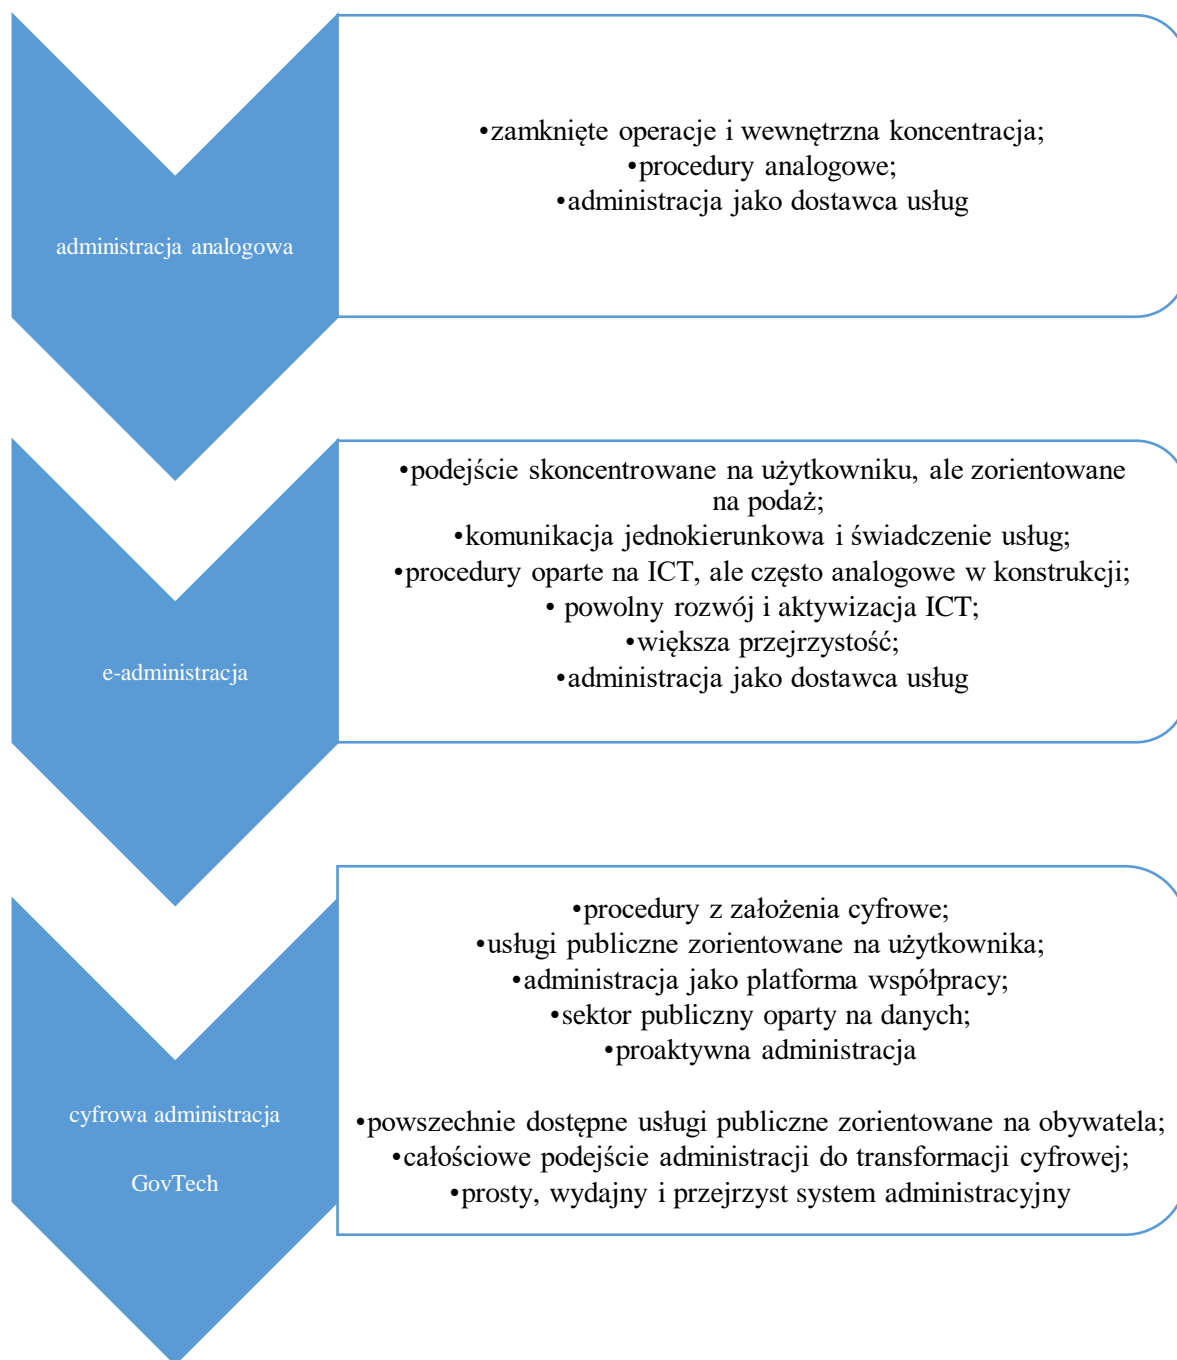 administracja analogowa
•zamknięte operacje i wewnętrzna koncentracja;
•procedury analogowe;
•administracja jako dostawca usług
e-administracja
•podejście skoncentrowane na użytkowniku, ale zorientowane
na podaż;
•komunikacja jednokierunkowa i świadczenie usług;
•procedury oparte na ICT, ale często analogowe w konstrukcji;
• powolny rozwój i aktywizacja ICT;
•większa przejrzystość;
•administracja jako dostawca usług
cyfrowa administracja
GovTech
•procedury z założenia cyfrowe;
•usługi publiczne zorientowane na użytkownika;
•administracja jako platforma współpracy;
•sektor publiczny oparty na danych;
•proaktywna administracja
•powszechnie dostępne usługi publiczne zorientowane na obywatela;
•całościowe podejście administracji do transformacji cyfrowej;
•prosty, wydajny i przejrzyst system administracyjny